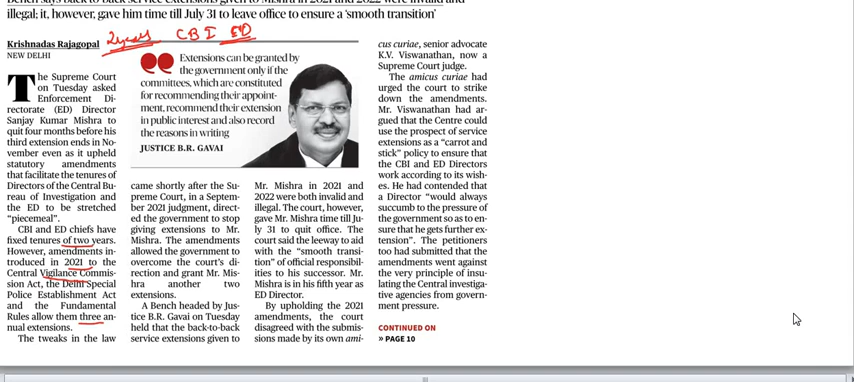 Bench says back-to-back service extensions given to Mishra in 2021 and 2022 were invalid and
illegal; it, however, gave him time till July 31 to leave office to ensure a ‘smooth transition’
2 years CBI ED
Krishnadas Rajagopal
NEW DELHI
The Supreme Court
on Tuesday asked
Enforcement Di-
rectorate (ED) Director
Sanjay Kumar Mishra to
quit four months before his
third extension ends in No-
vember even as it upheld
statutory amendments
that facilitate the tenures of
Directors of the Central Bu-
reau of Investigation and
the ED to be stretched
“piecemeal”.
CBI and ED chiefs have
fixed tenures of two years.
However, amendments in-
troduced in 2021 to the
Central Vigilance Commis-
sion Act, the Delhi Special
Police Establishment Act
and the Fundamental
Rules allow them three an-
nual extensions.
The tweaks in the law
Extensions can be granted by
the government only if the
committees, which are constituted
for recommending their appoint-
ment, recommend their extension
in public interest and also record
the reasons in writing
JUSTICE B.R. GAVAI
came shortly after the Su-
preme Court, in a Septem-
ber 2021 judgment, direct-
ed the government to stop
giving extensions to Mr.
Mishra. The amendments
allowed the government to
overcome the court’s di-
rection and grant Mr. Mis-
hra another two
extensions.
A Bench headed by Jus-
tice B.R. Gavai on Tuesday
held that the back-to-back
service extensions given to
Mr. Mishra in 2021 and
2022 were both invalid and
illegal. The court, however,
gave Mr. Mishra time till Ju-
ly 31 to quit office. The
court said the leeway to aid
with the “smooth transi-
tion” of official responsibil-
ities to his successor. Mr.
Mishra is in his fifth year as
ED Director.
By upholding the 2021
amendments, the court
disagreed with the submis-
sions made by its own ami-
cus curiae, senior advocate
K.V. Viswanathan, now a
Supreme Court judge.
The amicus curiae had
urged the court to strike
down the amendments.
Mr. Viswanathan had ar-
gued that the Centre could
use the prospect of service
extensions as a “carrot and
stick” policy to ensure that
the CBI and ED Directors
work according to its wish-
es. He had contended that
a Director “would always
succumb to the pressure of
the government so as to en-
sure that he gets further ex-
tension”. The petitioners
too had submitted that the
amendments went against
the very principle of insu-
lating the Central investiga-
tive agencies from govern-
ment pressure.
CONTINUED ON
» PAGE 10